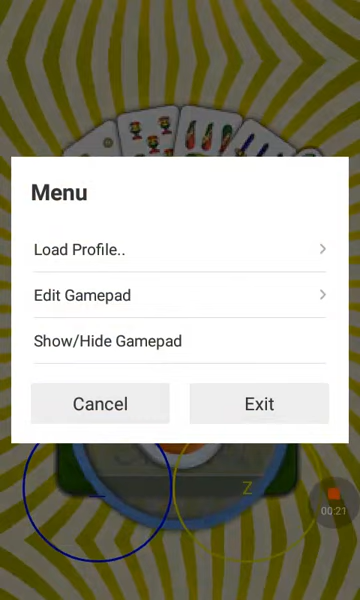 Menu
Load Profile..
Edit Gamepad
Show/Hide Gamepad
Cancel
Exit
Z
00:21